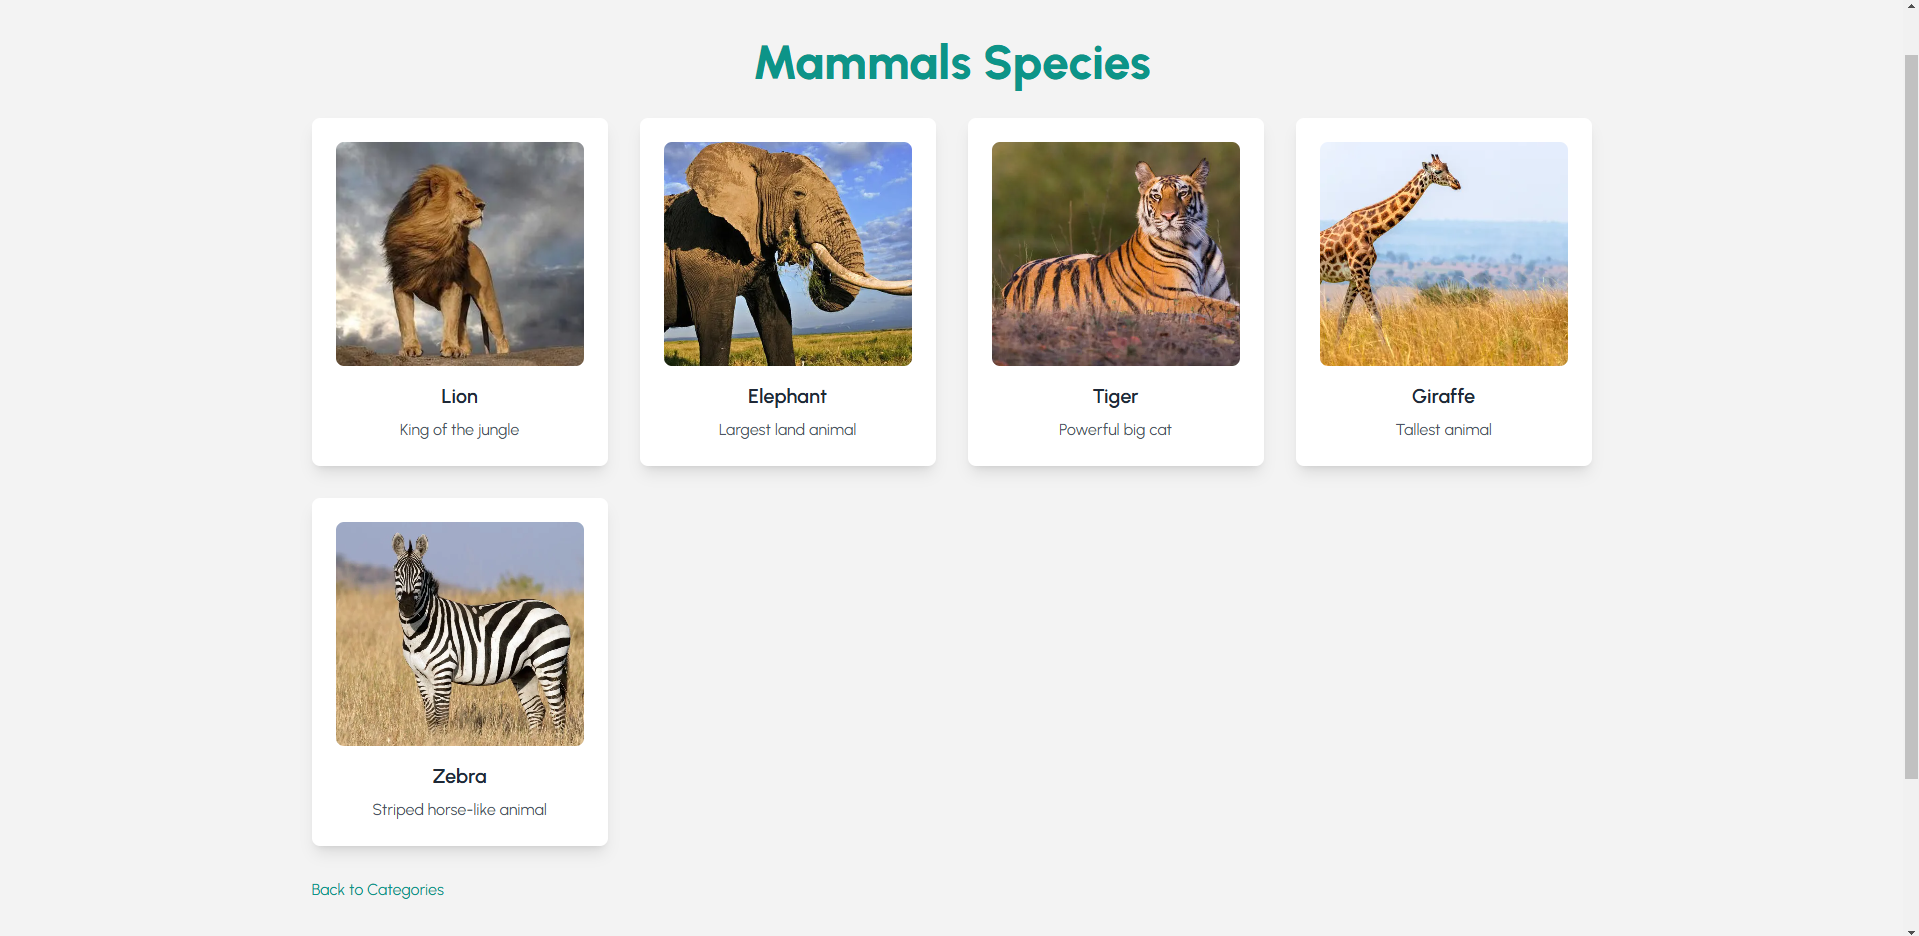 Mammals Species
Lion
King of the jungle
Elephant
Largest land animal
Tiger
Powerful big cat
Giraffe
Tallest animal
Zebra
Striped horse-like animal
Back to Categories